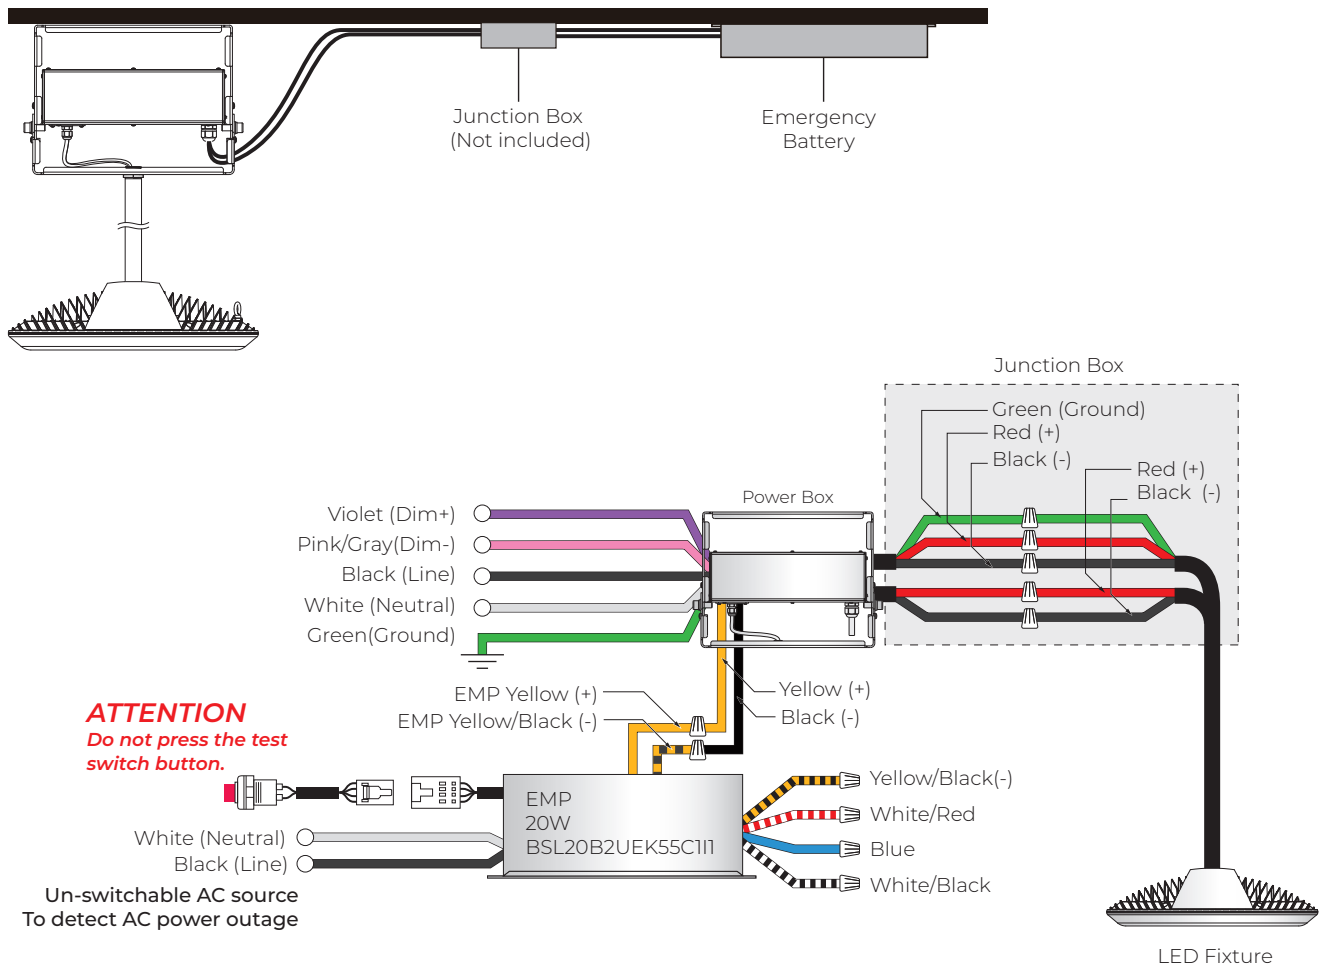 Junction Box
(Not included)
Emergency
Battery
Junction Box
Green (Ground)
Red (+)
Black (-)
Red (+)
Black (-)
Power Box
Violet (Dim+)
Pink/Gray(Dim-)
Black (Line)
White (Neutral)
Green(Ground)
EMP Yellow (+)
EMP Yellow/Black (-)
Yellow (+)
Black (-)
ATTENTION
Do not press the test
switch button.
EMP
20W
BSL20B2UEK55C1I1
White (Neutral)
Black (Line)
Un-switchable AC source
To detect AC power outage
Yellow/Black(-)
White/Red
Blue
White/Black
LED Fixture